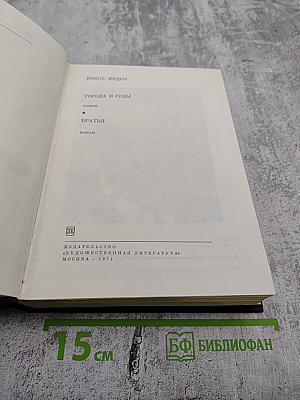 КОНСТ. ФЕДИН
ГОРОДА И ГОДЫ
РОМАН
БРАТЬЯ
РОМАН
ИЗДАТЕЛЬСТВО
«ХУДОЖЕСТВЕННАЯ ЛИТЕРАТУРА»
МОСКВА · 1974
15 см
БФ БИБЛИОФАН